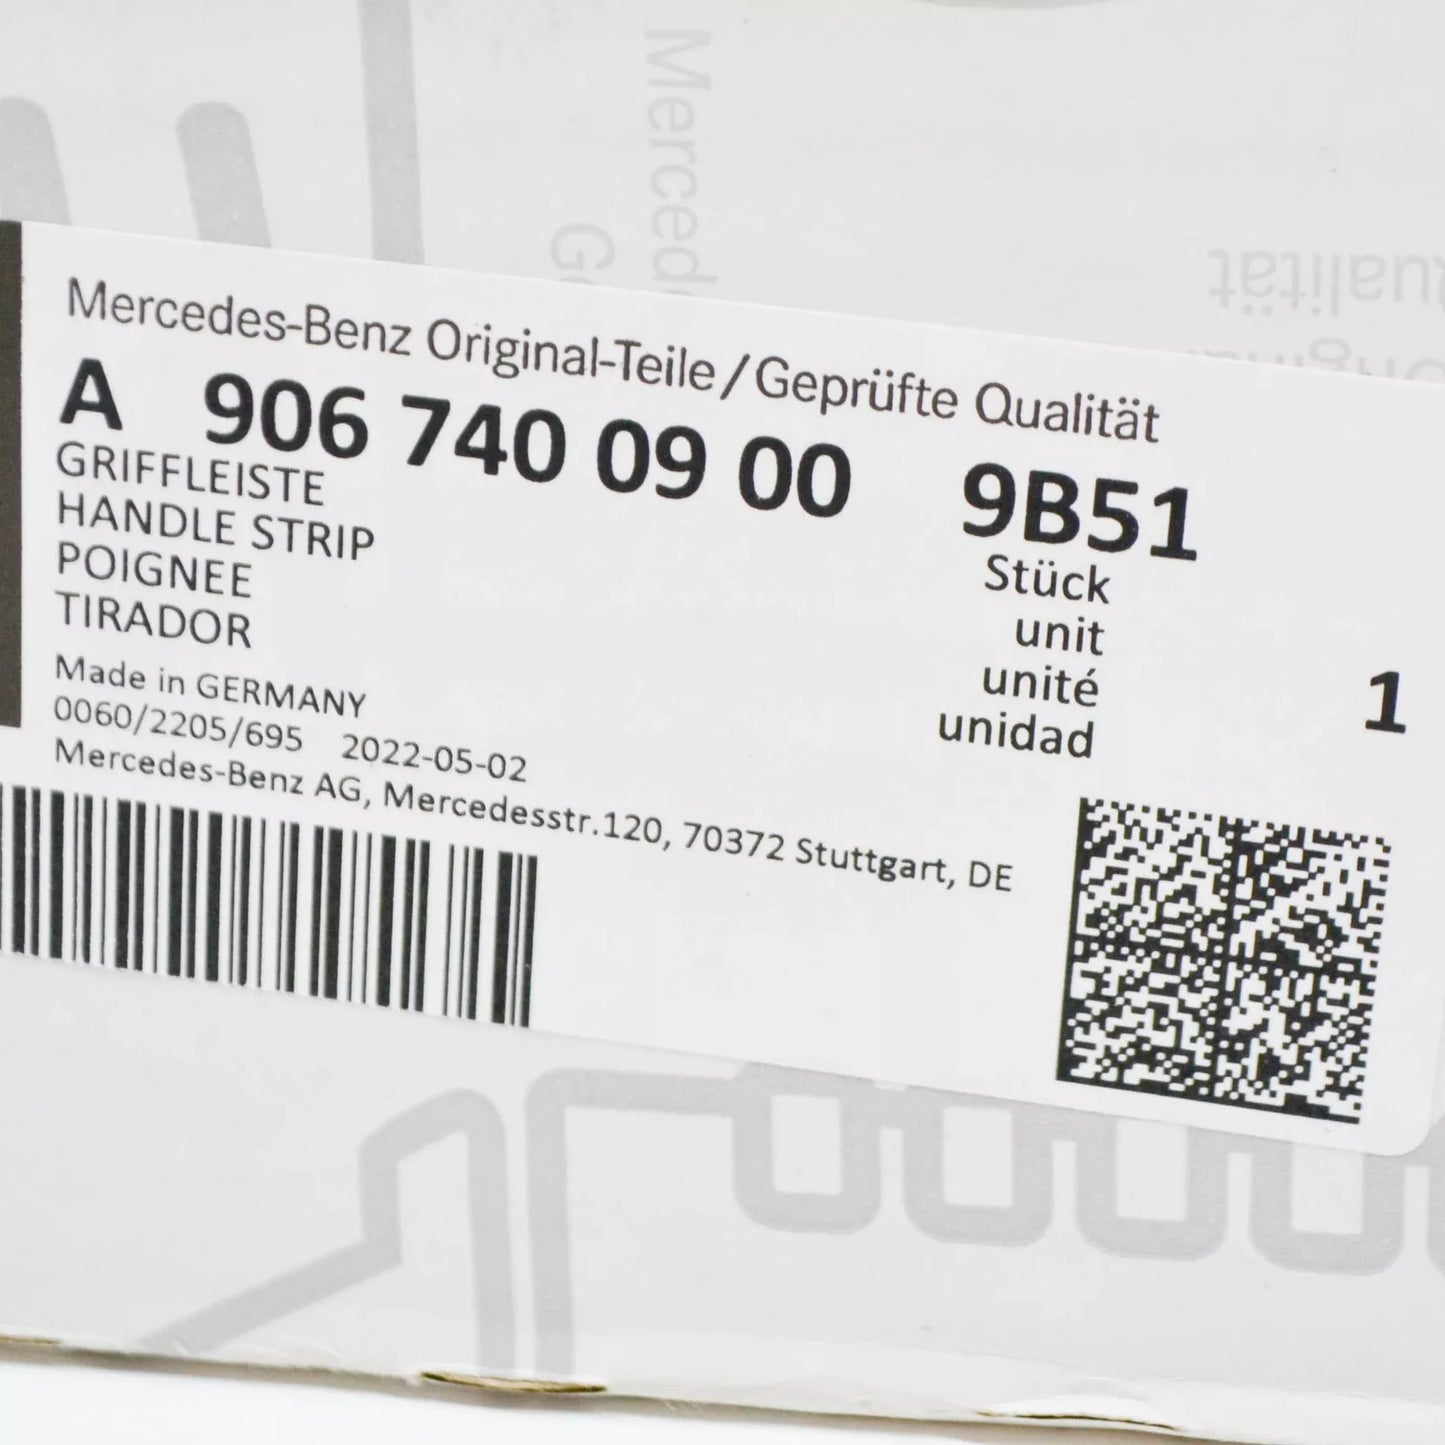 Mercedes
Qualität
Mercedes-Benz Original-Teile / Geprüfte Qualität
A 906 740 09 00 9B51
GRIFFLEISTE
HANDLE STRIP
POIGNEE
TIRADOR
Stück
unit
unité
unidad
1
Made in GERMANY
0060/2205/695 2022-05-02
Mercedes-Benz AG, Mercedesstr.120, 70372 Stuttgart, DE